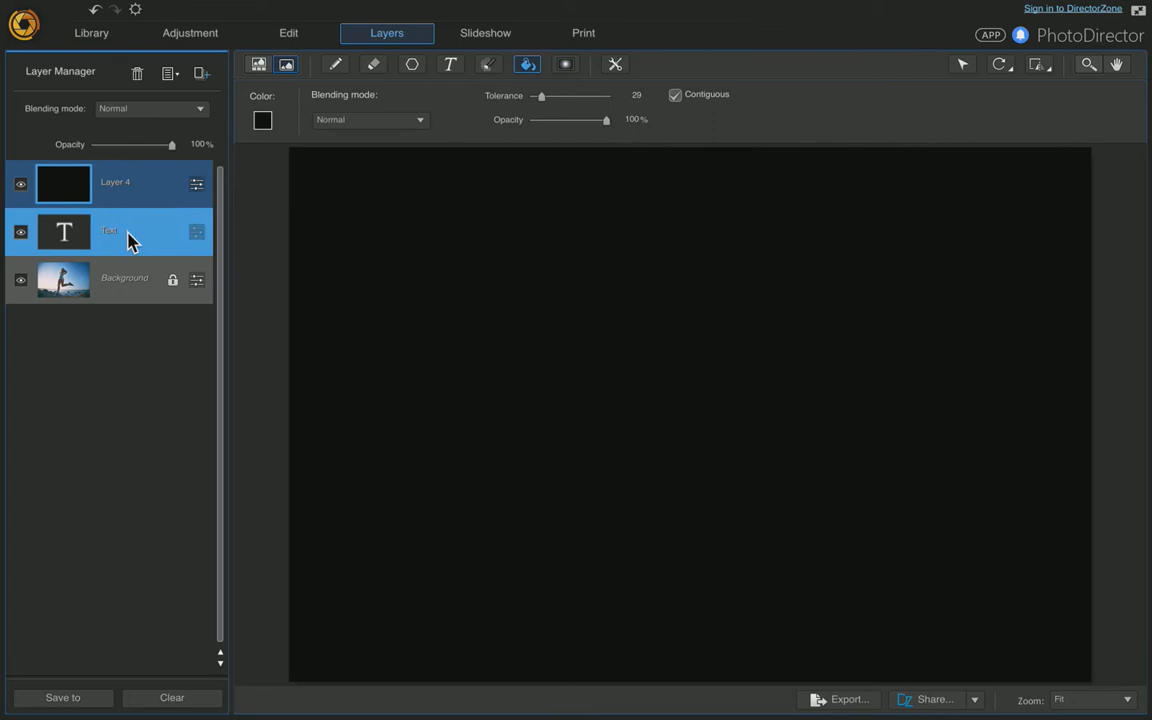 Sign in to DirectorZone
Library Adjustment Edit Layers Slideshow Print
APP PhotoDirector
Layer Manager
T
Blending mode: Normal
Opacity 100%
Color:
Blending mode:
Normal
Tolerance 29
Opacity 100%
Contiguous
Layer 4
T Text
Background
Save to Clear
Export... DZ Share... Zoom: Fit